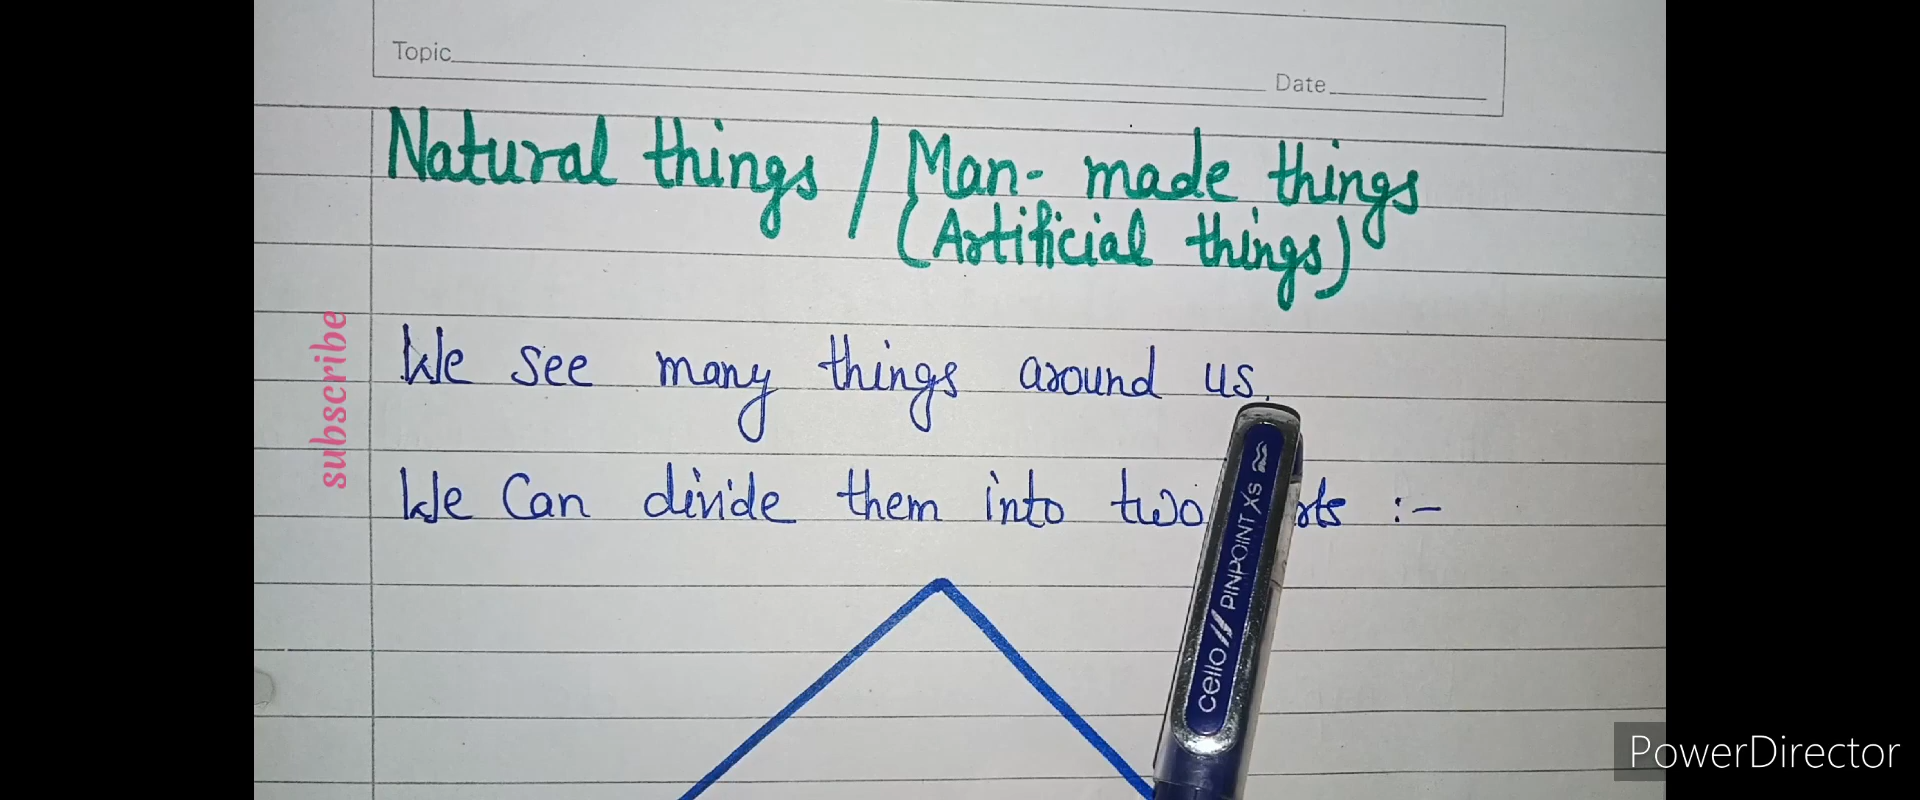 Topic
Date
Natural things / Man- made things
(Artificial things)
We see many things around us.
We Can divide them into two
:-
subscribe
cello // PINPOINT XS
PowerDirector